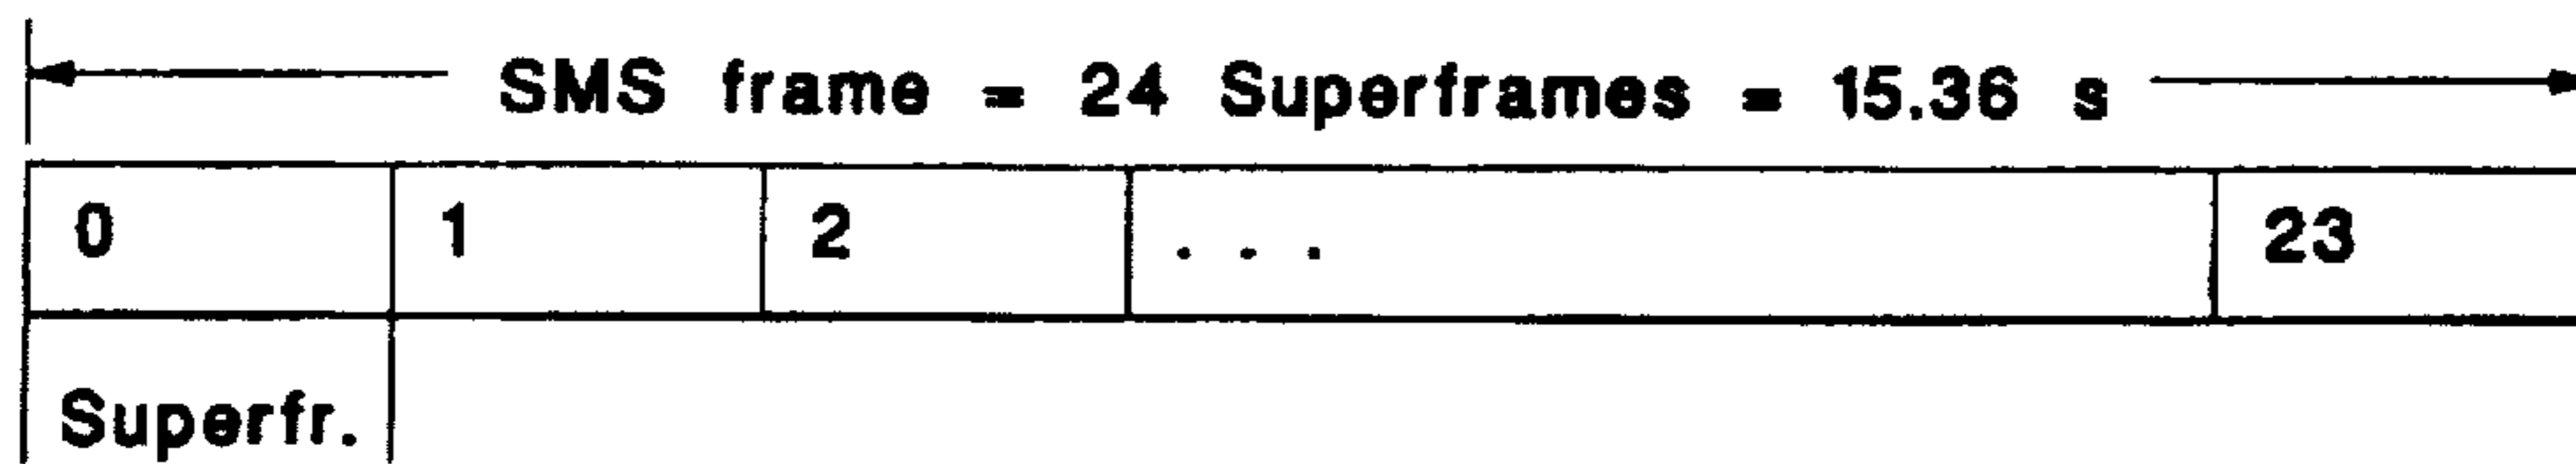 SMS frame = 24 Superframes = 15.36 s
0 1 2 . . . 23
Superfr.